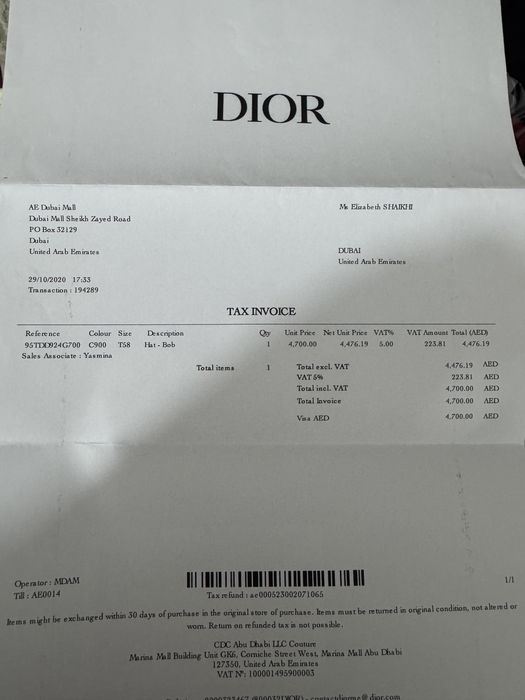 DIOR
AE Dubai Mall
Dubai Mall Sheikh Zayed Road
PO Box 32129
Dubai
United Arab Emirates
Ms Elizabeth SHAIKHI
DUBAI
United Arab Emirates
29/10/2020 17:33
Transaction : 194289
TAX INVOICE
Reference Colour Size Description Qty Unit Price Net Unit Price VAT% VAT Amount Total (AED)
95TDD924G700 C900 T58 Hat - Bob 1 4,700.00 4,476.19 5.00 223.81 4,476.19
Sales Associate : Yasmina
Total items 1 Total excl. VAT 4,476.19 AED
VAT 5% 223.81 AED
Total incl. VAT 4,700.00 AED
Total Invoice 4,700.00 AED
Visa AED 4,700.00 AED
Operator : MDAM
Till : AE0014
Tax refund : ae000523002071065
1/1
Items might be exchanged within 30 days of purchase in the original store of purchase. Items must be returned in original condition, not altered or
worn. Return on refunded tax is not possible.
CDC Abu Dhabi LLC Couture
Marina Mall Building Unit GK6, Corniche Street West, Marina Mall Abu Dhabi
127350, United Arab Emirates
VAT N°: 100001495900003